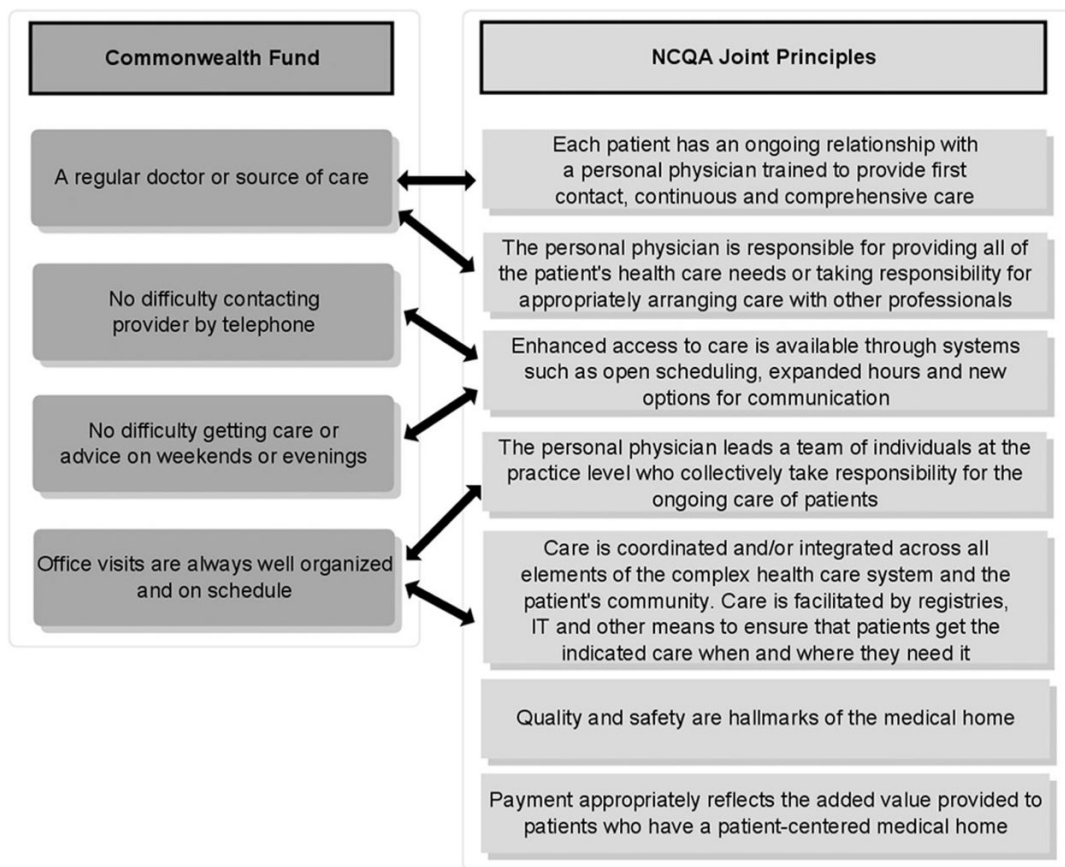 Commonwealth Fund
A regular doctor or source of care
No difficulty contacting
provider by telephone
No difficulty getting care or
advice on weekends or evenings
Office visits are always well organized
and on schedule
NCQA Joint Principles
Each patient has an ongoing relationship with
a personal physician trained to provide first
contact, continuous and comprehensive care
The personal physician is responsible for providing all of
the patient's health care needs or taking responsibility for
appropriately arranging care with other professionals
Enhanced access to care is available through systems
such as open scheduling, expanded hours and new
options for communication
The personal physician leads a team of individuals at the
practice level who collectively take responsibility for the
ongoing care of patients
Care is coordinated and/or integrated across all
elements of the complex health care system and the
patient's community. Care is facilitated by registries,
IT and other means to ensure that patients get the
indicated care when and where they need it
Quality and safety are hallmarks of the medical home
Payment appropriately reflects the added value provided to
patients who have a patient-centered medical home